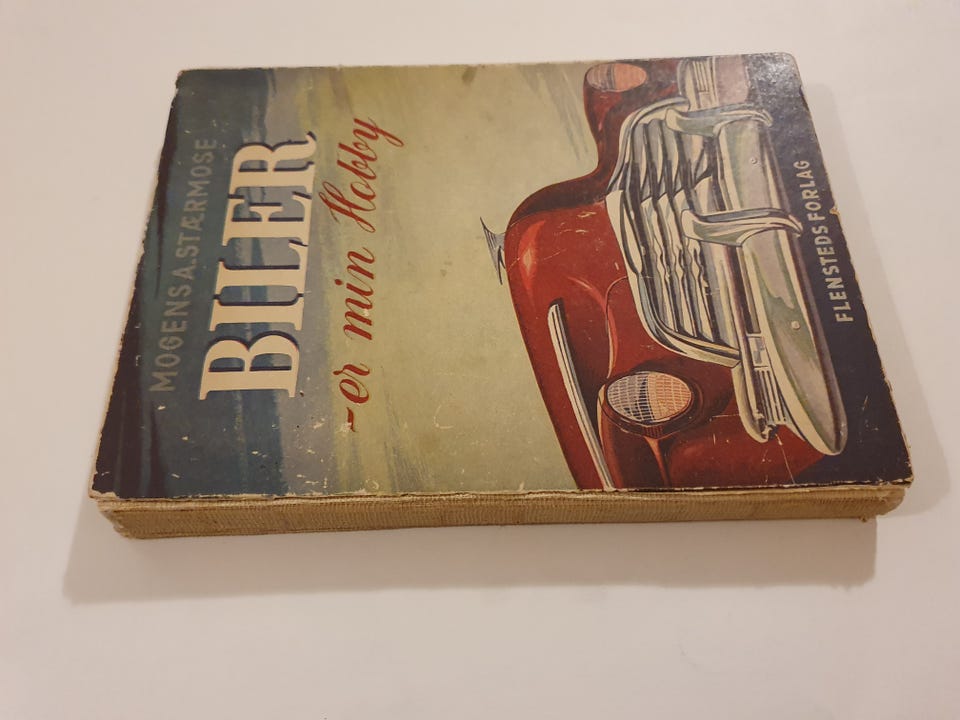 MOGENS A. STÆRMOSE
BILER
-er min Hobby
FLENSTEDS FORLAG